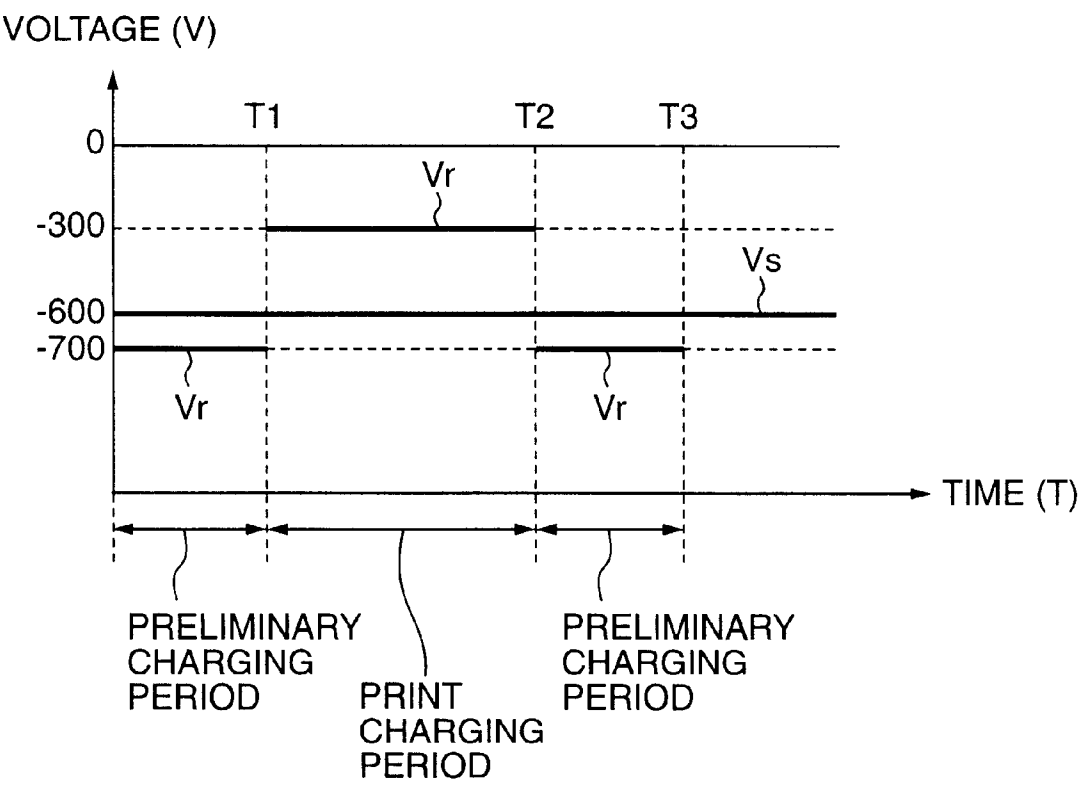 VOLTAGE (V)
T1
T2
T3
0
Vr
-300
Vs
-600
-700
Vr
Vr
TIME (T)
PRELIMINARY
CHARGING
PERIOD
PRINT
CHARGING
PERIOD
PRELIMINARY
CHARGING
PERIOD